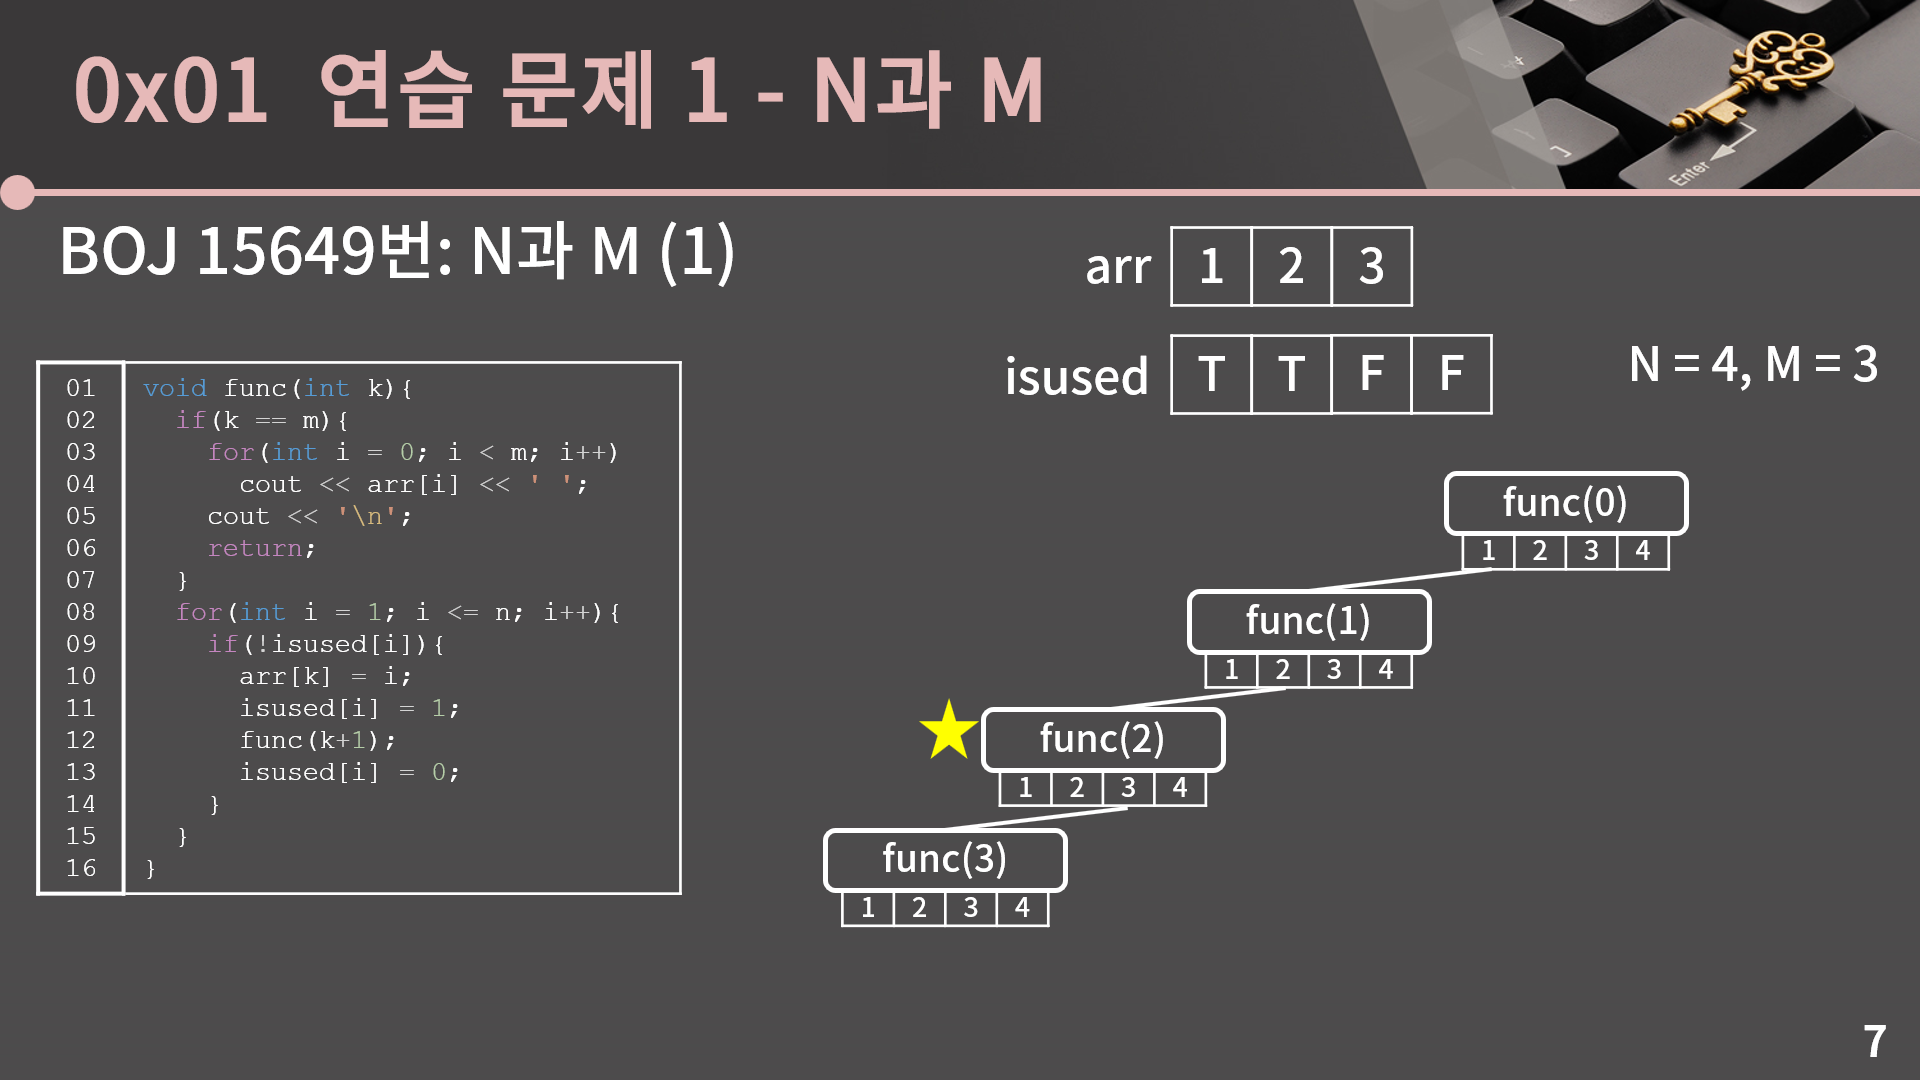 0x01 연습 문제 1 - N과 M
Enter
BOJ 15649번: N과 M (1)
arr 1 2 3
isused T T F F
N = 4, M = 3
01 void func(int k){
02   if(k == m){
03     for(int i = 0; i < m; i++)
04       cout << arr[i] << ' ';
05     cout << '\n';
06     return;
07   }
08   for(int i = 1; i <= n; i++){
09     if(!isused[i]){
10       arr[k] = i;
11       isused[i] = 1;
12       func(k+1);
13       isused[i] = 0;
14     }
15   }
16 }
func(0)
1 2 3 4
func(1)
1 2 3 4
func(2)
1 2 3 4
func(3)
1 2 3 4
7